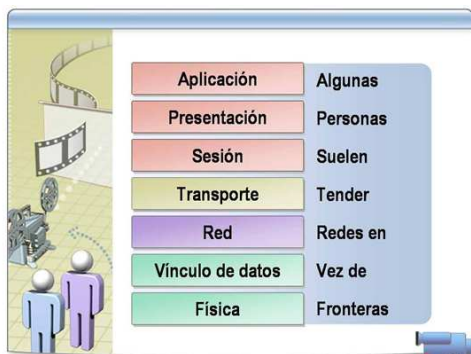 Aplicación Algunas
Presentación Personas
Sesión Suelen
Transporte Tender
Red Redes en
Vínculo de datos Vez de
Física Fronteras